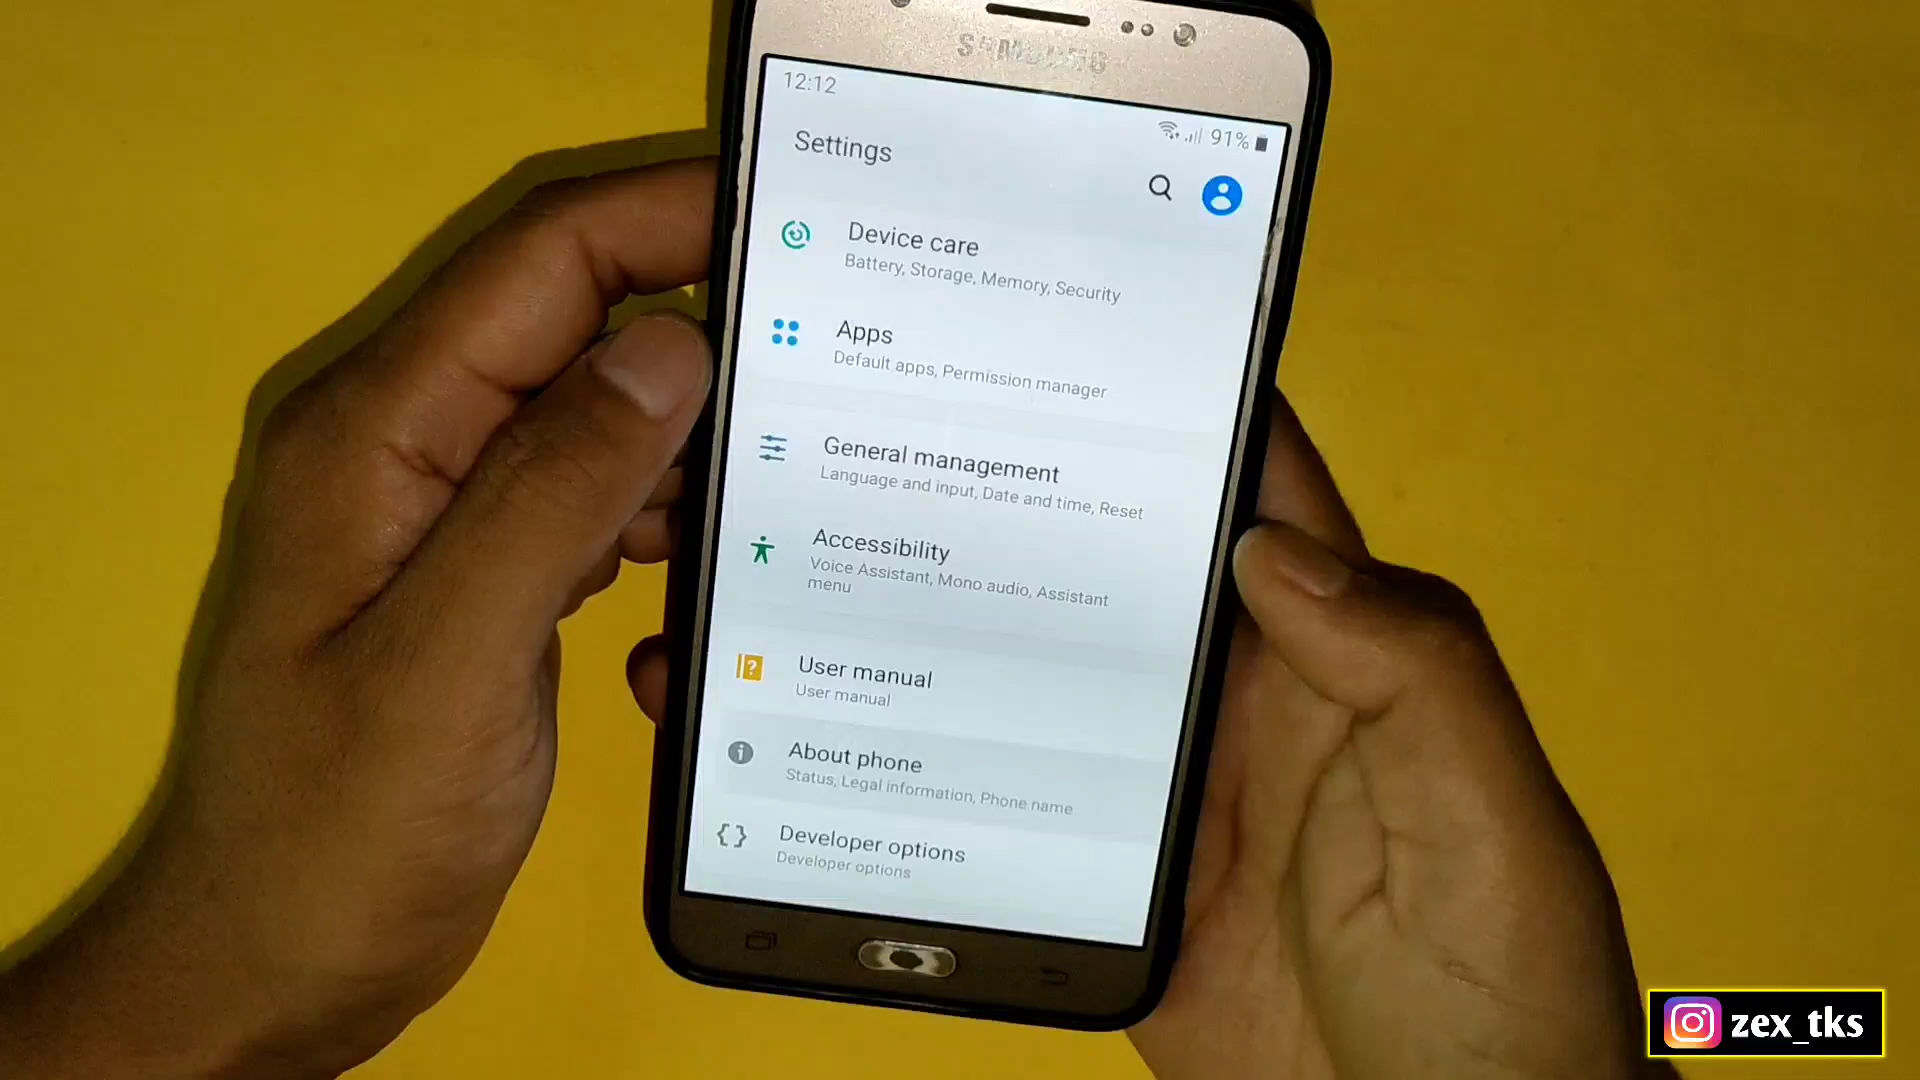 SAMSUNG
12:12
91%
Settings
Device care
Battery, Storage, Memory, Security
Apps
Default apps, Permission manager
General management
Language and input, Date and time, Reset
Accessibility
Voice Assistant, Mono audio, Assistant
menu
User manual
User manual
About phone
Status, Legal information, Phone name
Developer options
Developer options
zex_tks